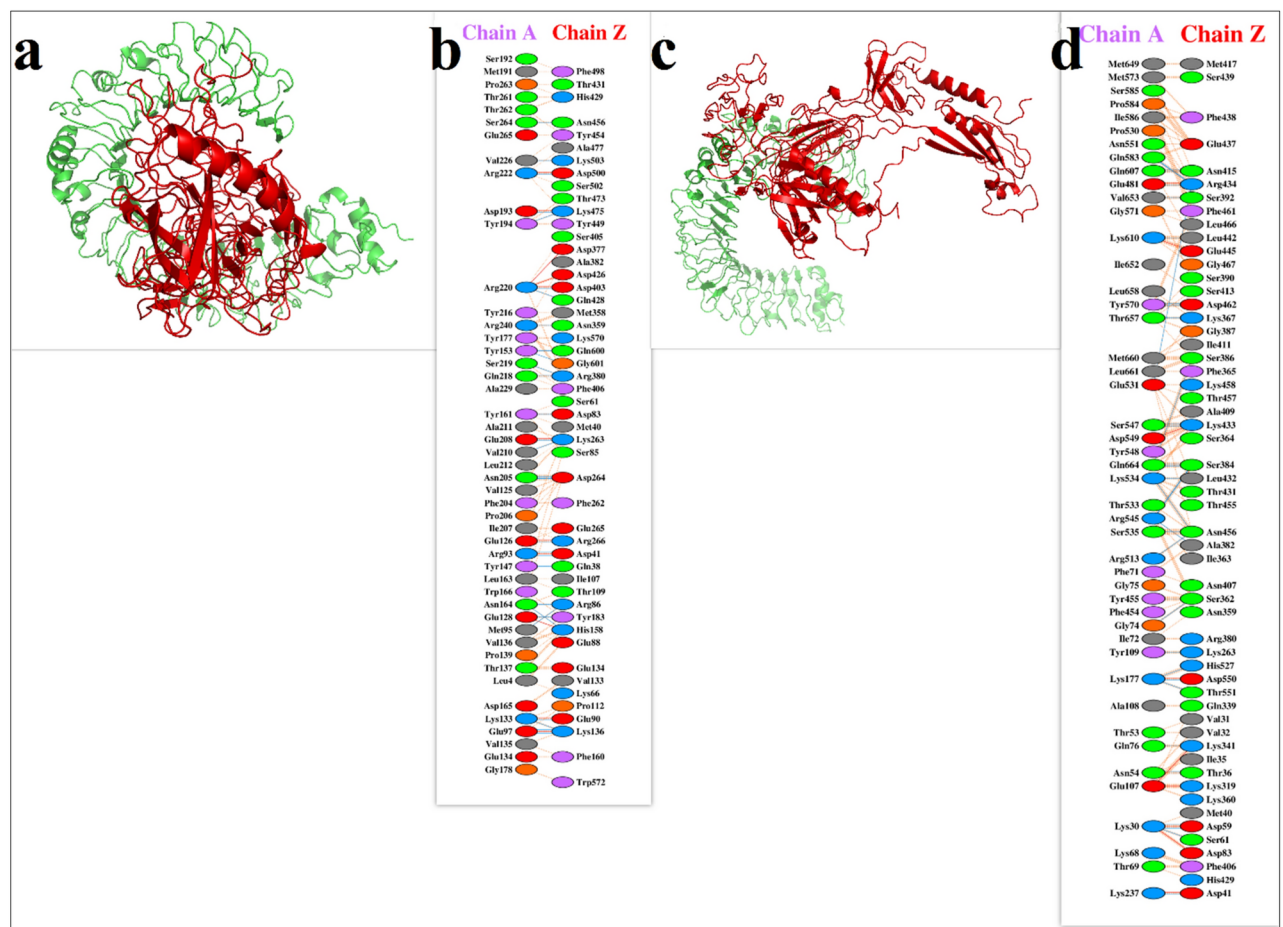 a
b
Chain A Chain Z
Ser192
Met191 Phe498
Pro263 Thr431
Thr261 His429
Thr262
Ser264 Asn456
Glu265 Tyr454
Ala477
Val226 Lys503
Arg222 Asp500
Ser502
Thr473
Asp193 Lys475
Tyr194 Tyr449
Ser405
Asp377
Ala382
Asp426
Arg220 Asp403
Gln428
Tyr216 Met358
Arg240 Asn359
Tyr177 Lys570
Tyr153 Gln600
Ser219 Gly601
Gln218 Arg380
Ala229 Phe406
Ser61
Tyr161 Asp83
Ala211 Met40
Glu208 Lys263
Val210 Ser85
Leu212
Asn205 Asp264
Val125
Phe204 Phe262
Pro206
Ile207 Glu265
Glu126 Arg266
Arg93 Asp41
Tyr147 Gln38
Leu163 Ile107
Trp166 Thr109
Asn164 Arg86
Glu128 Tyr183
Met95 His158
Val136 Glu88
Pro139
Thr137 Glu134
Leu4 Val133
Lys66
Asp165 Pro112
Lys133 Glu90
Glu97 Lys136
Val135
Glu134 Phe160
Gly178
Trp572
c
d
Chain A Chain Z
Met649 Met417
Met573 Ser439
Ser585
Pro584
Ile586 Phe438
Pro530
Asn551 Glu437
Gln583
Gln607 Asn415
Glu481 Arg434
Val653 Ser392
Gly571 Phe461
Leu466
Lys610 Leu442
Glu445
Ile652 Gly467
Ser390
Leu658 Ser413
Tyr570 Asp462
Thr657 Lys367
Gly387
Ile411
Met660 Ser386
Leu661 Phe365
Glu531 Lys458
Thr457
Ala409
Ser547 Lys433
Asp549 Ser364
Tyr548
Gln664 Ser384
Lys534 Leu432
Thr431
Thr533 Thr455
Arg545
Ser535 Asn456
Ala382
Arg513 Ile363
Phe71
Gly75 Asn407
Tyr455 Ser362
Phe454 Asn359
Gly74
Ile72 Arg380
Tyr109 Lys263
His527
Lys177 Asp550
Thr551
Ala108 Gln339
Val31
Thr53 Val32
Gln76 Lys341
Ile35
Asn54 Thr36
Glu107 Lys319
Lys360
Met40
Lys30 Asp59
Ser61
Lys68 Asp83
Thr69 Phe406
His429
Lys237 Asp41